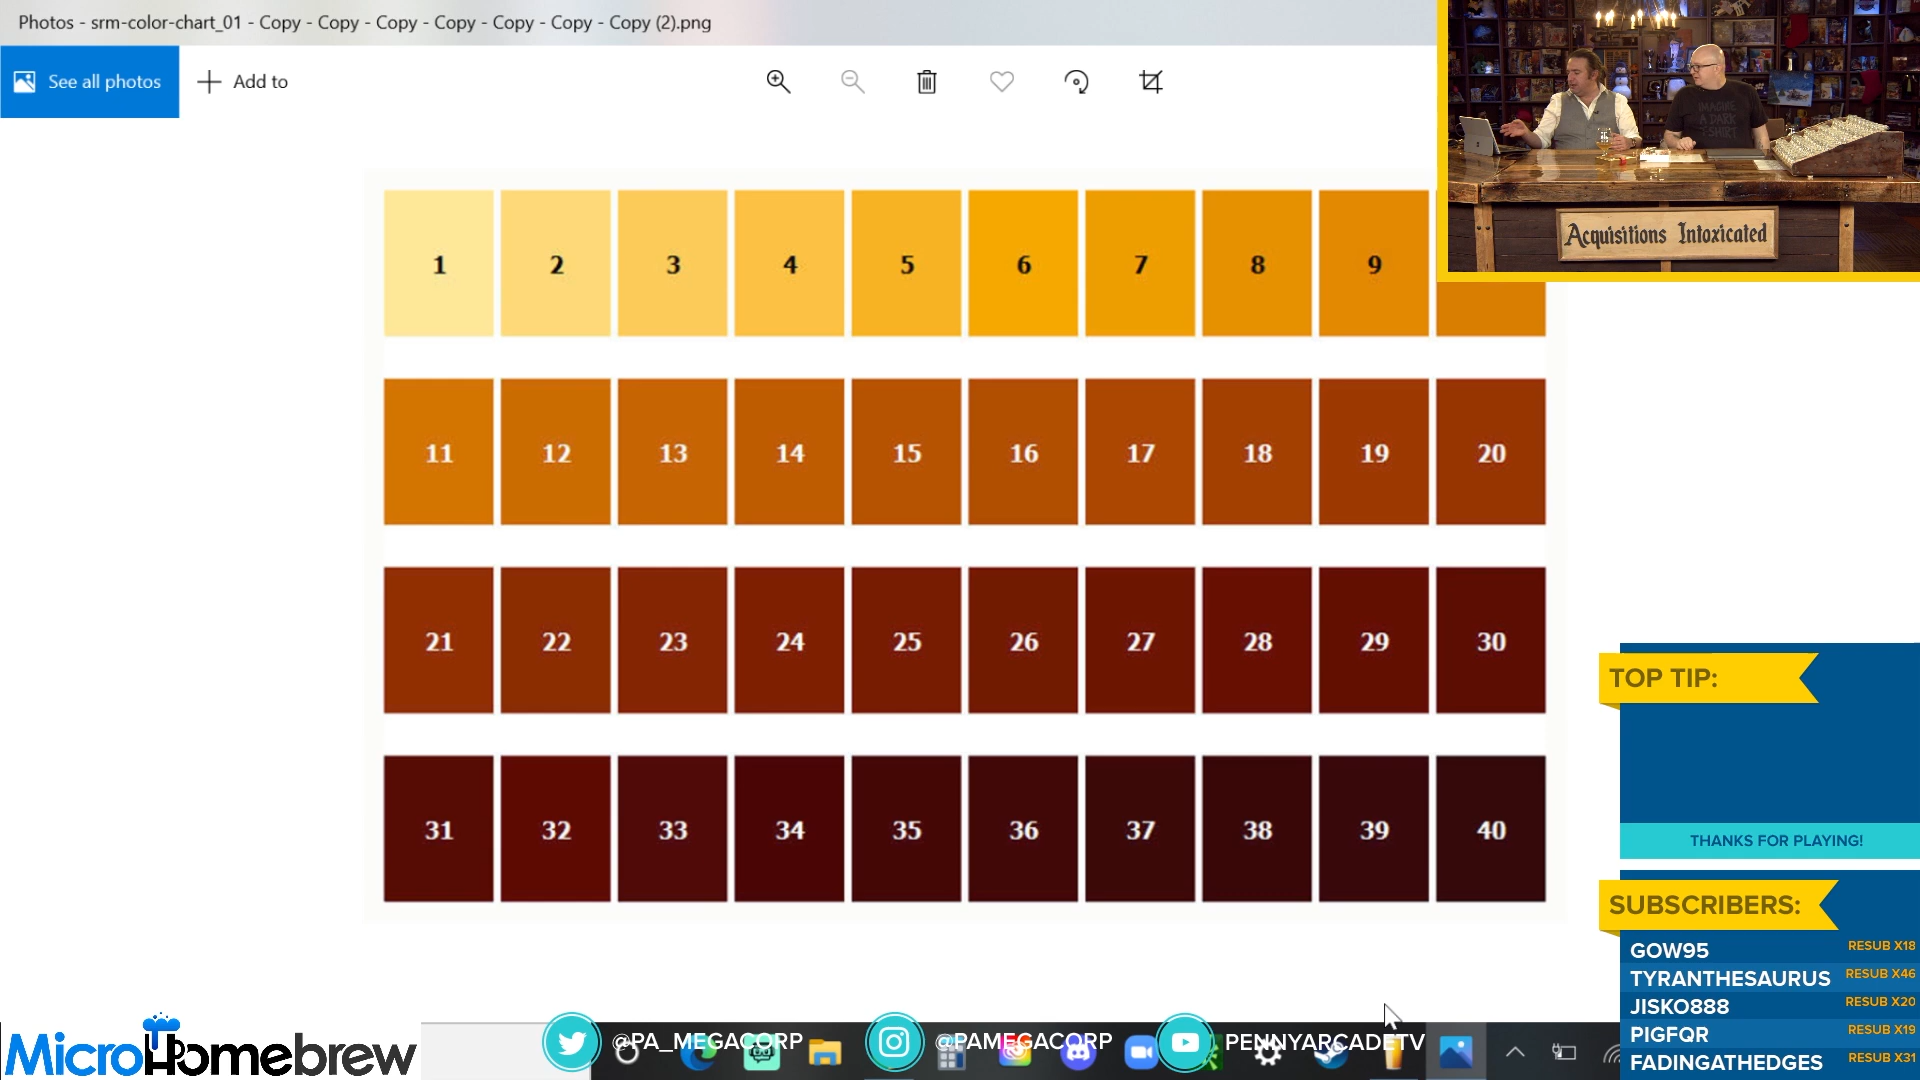 Photos - srm-color-chart_01 - Copy - Copy - Copy - Copy - Copy - Copy - Copy (2).png
See all photos
Add to
IMAGINE
A DARK
T-SHIRT
Acquisitions Intoxicated
1 2 3 4 5 6 7 8 9
11 12 13 14 15 16 17 18 19 20
21 22 23 24 25 26 27 28 29 30
31 32 33 34 35 36 37 38 39 40
TOP TIP:
THANKS FOR PLAYING!
SUBSCRIBERS:
GOW95 RESUB X18
TYRANTHESAURUS RESUB X46
JISKO888 RESUB X20
PIGFQR RESUB X19
FADINGATHEDGES RESUB X31
MicroHopHomebrew
@PA_MEGACORP
@PAMEGACORP
PENNYARCADETV